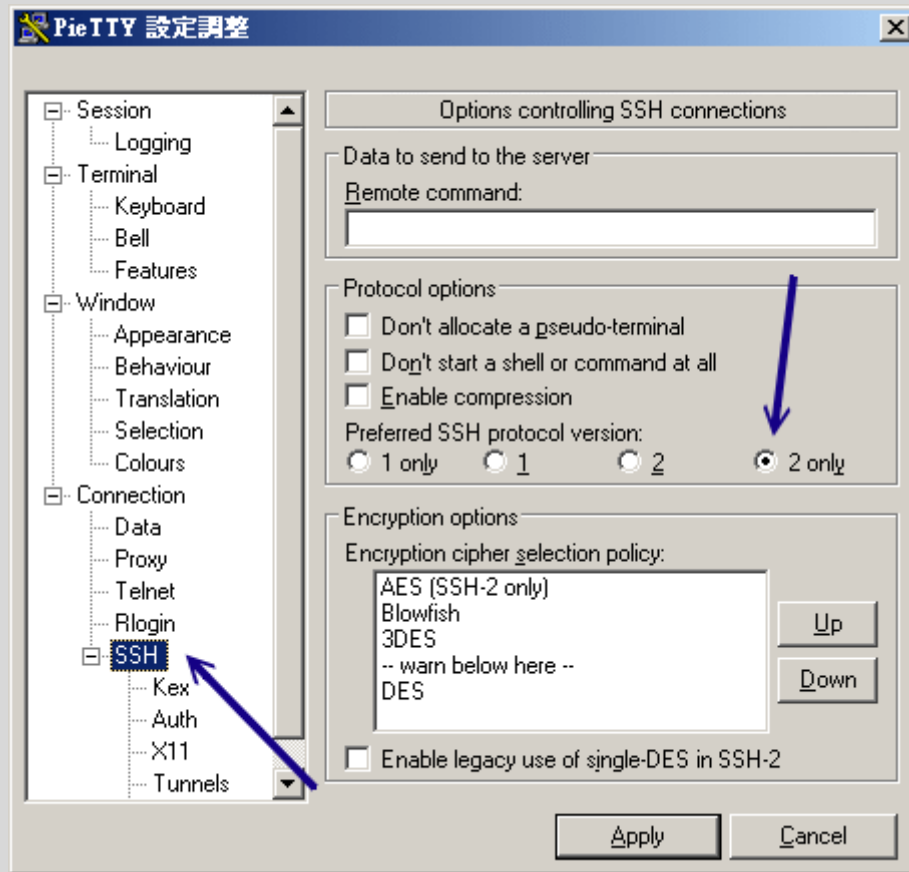 PieTTY 設定調整
Session
Logging
Terminal
Keyboard
Bell
Features
Window
Appearance
Behaviour
Translation
Selection
Colours
Connection
Data
Proxy
Telnet
Rlogin
SSH
Kex
Auth
X11
Tunnels
Options controlling SSH connections
Data to send to the server
Remote command:
Protocol options
Don't allocate a pseudo-terminal
Don't start a shell or command at all
Enable compression
Preferred SSH protocol version:
1 only 1 2 2 only
Encryption options
Encryption cipher selection policy:
AES (SSH-2 only)
Blowfish
3DES
-- warn below here --
DES
Up
Down
Enable legacy use of single-DES in SSH-2
Apply Cancel